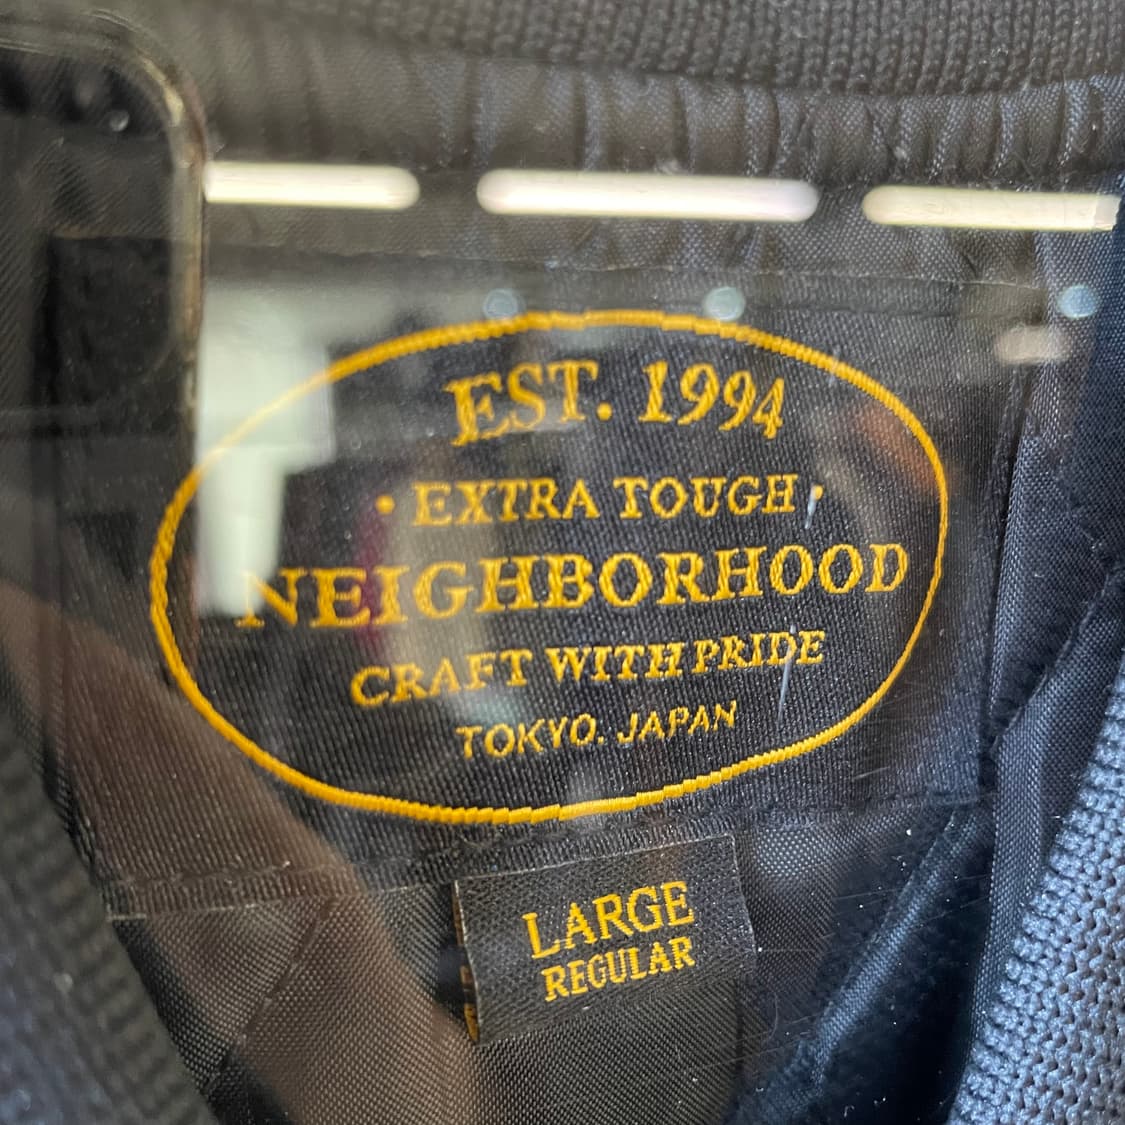 EST. 1994
· EXTRA TOUGH ·
NEIGHBORHOOD
CRAFT WITH PRIDE
TOKYO. JAPAN
LARGE
REGULAR